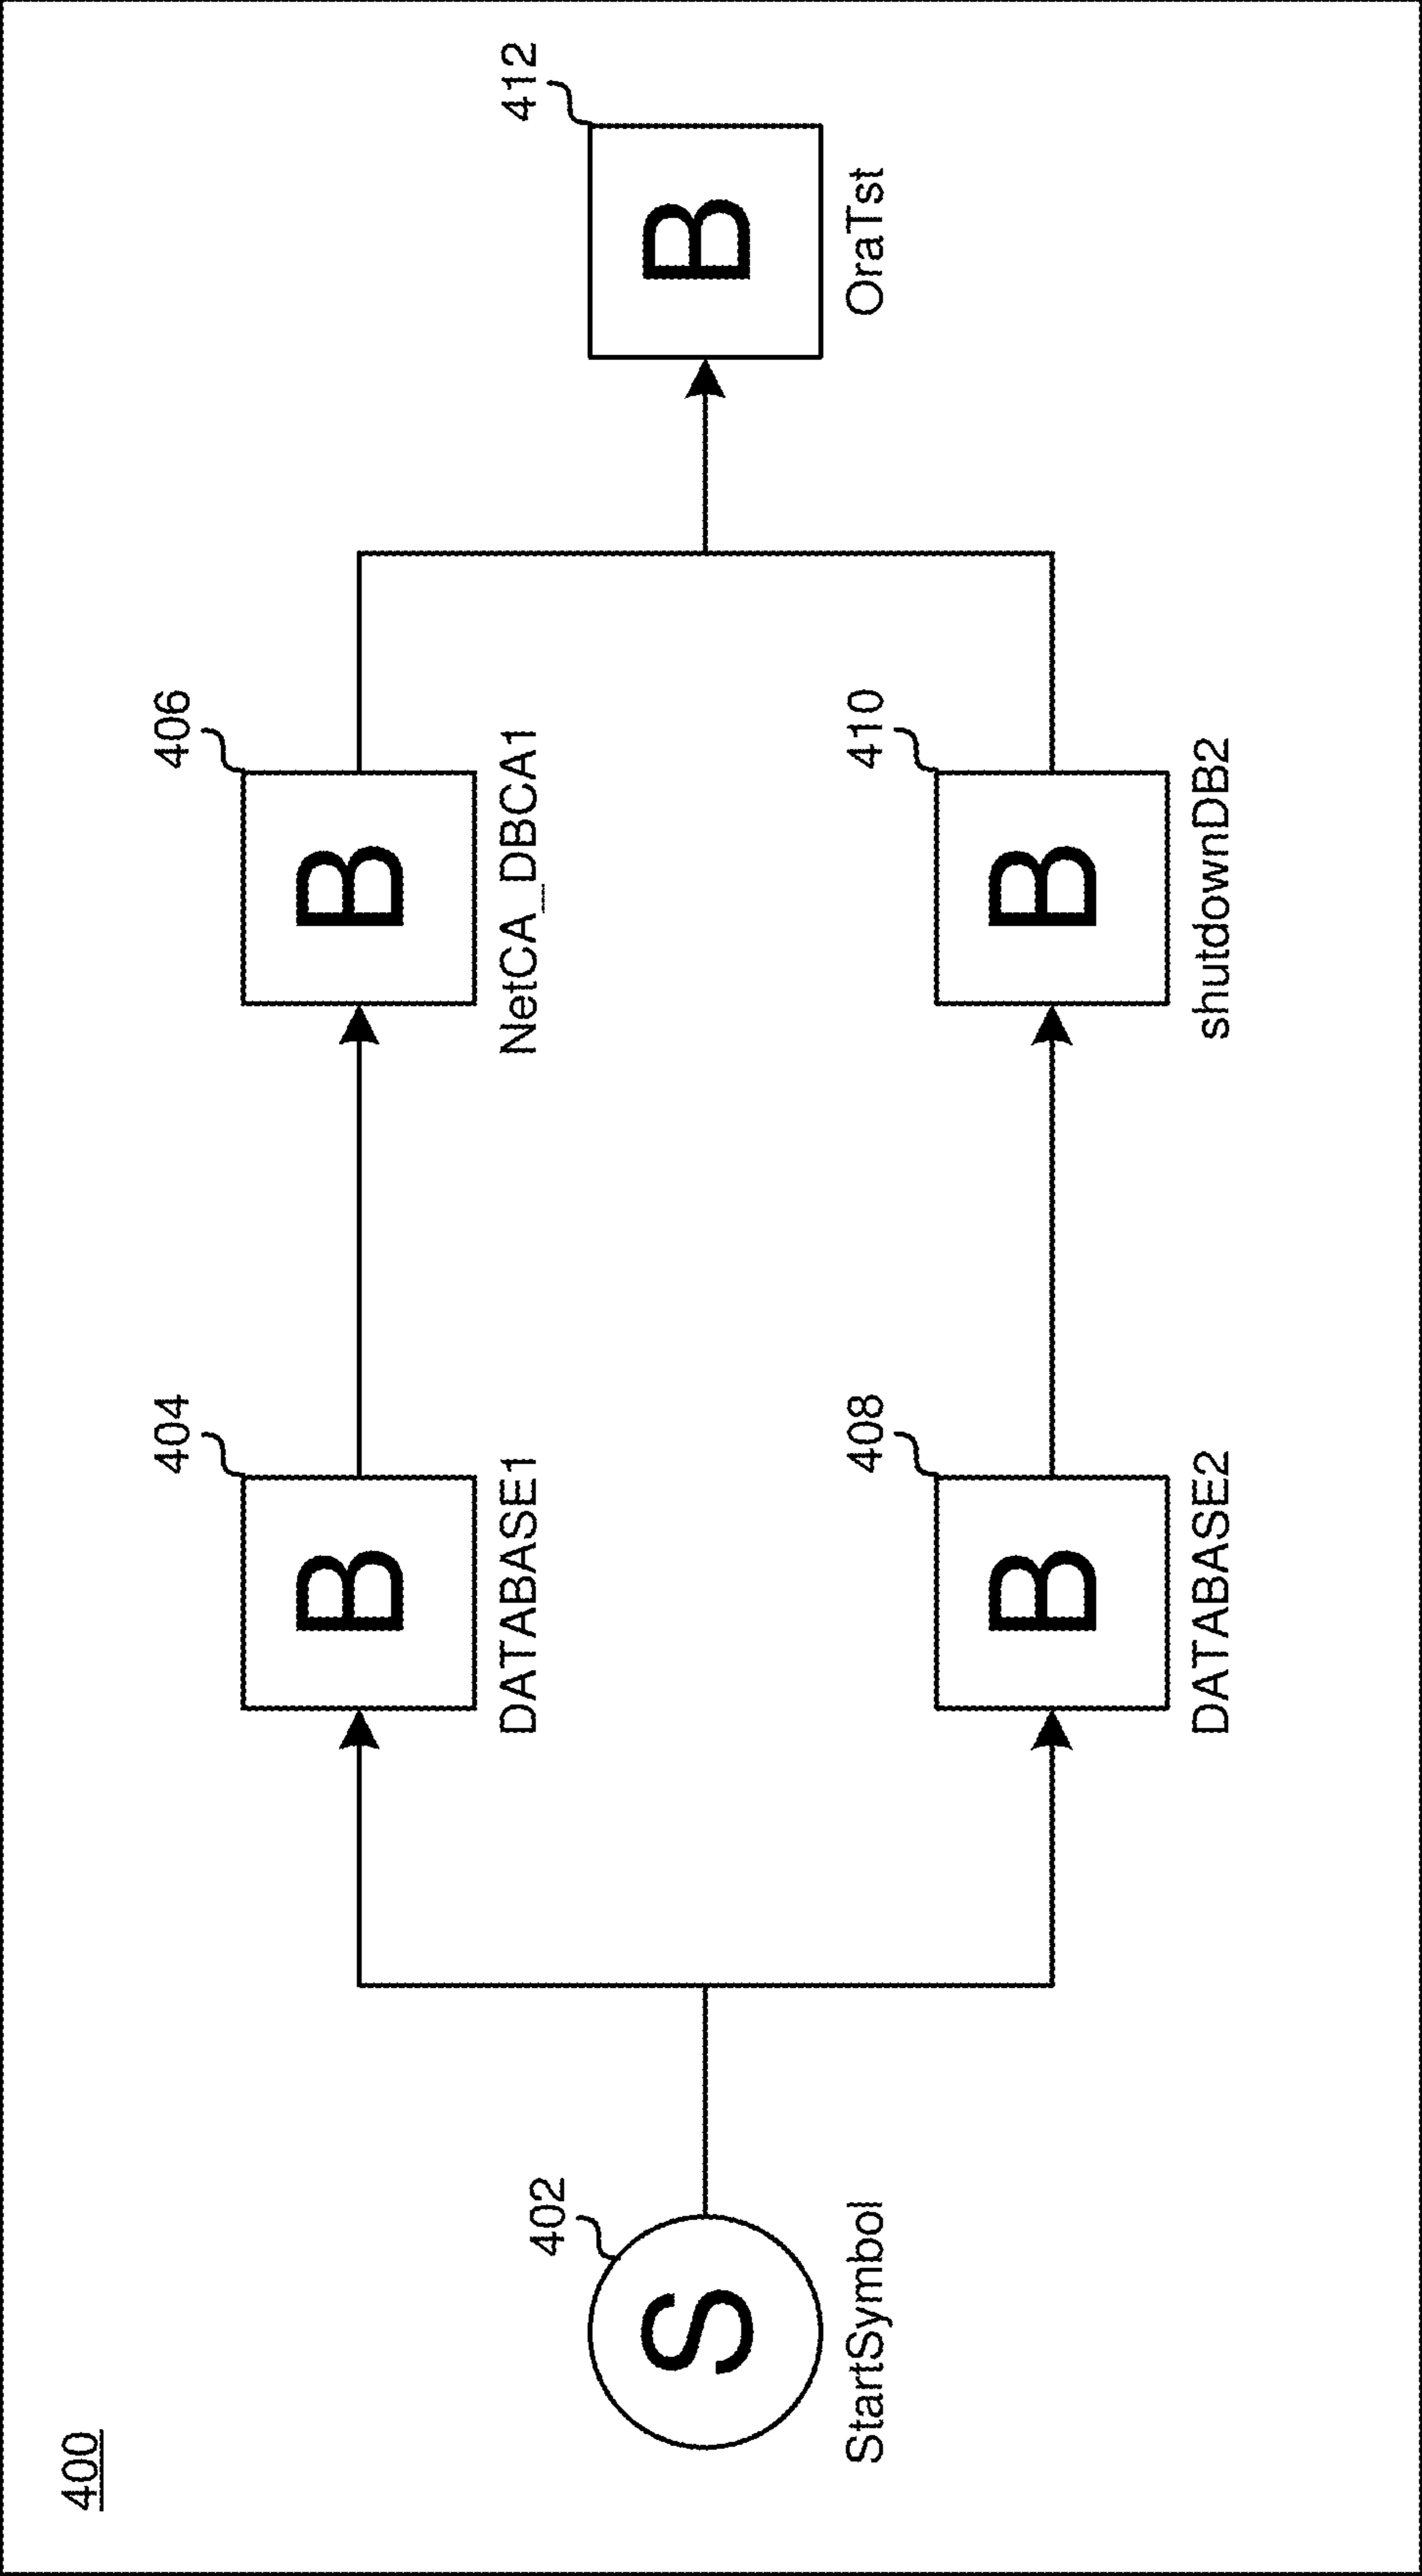 400
402
S
StartSymbol
404
B
DATABASE1
406
B
NetCA_DBCA1
408
B
DATABASE2
410
B
shutdownDB2
412
B
OraTst